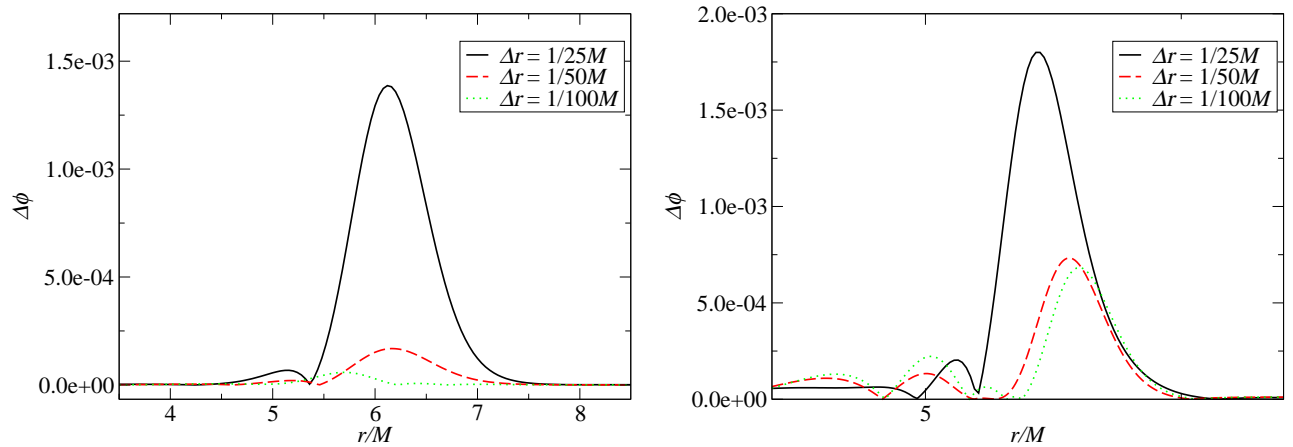 1.5e-03
1.0e-03
5.0e-04
0.0e+00
Δϕ
Δr = 1/25M
Δr = 1/50M
Δr = 1/100M
4 5 6 7 8
r/M
2.0e-03
1.5e-03
1.0e-03
5.0e-04
0.0e+00
Δϕ
Δr = 1/25M
Δr = 1/50M
Δr = 1/100M
5
r/M